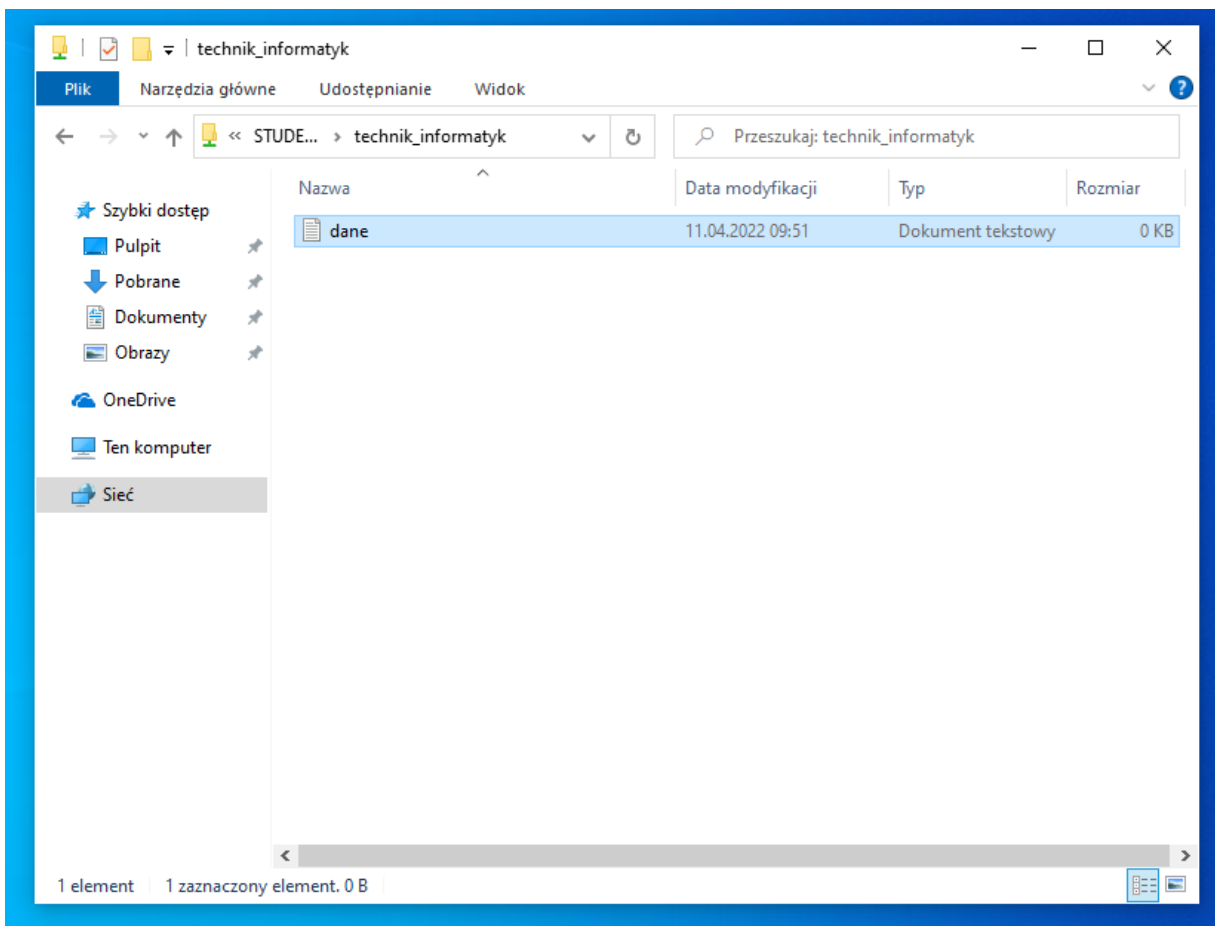 technik_informatyk
Plik Narzędzia główne Udostępnianie Widok
« STUDE... › technik_informatyk Przeszukaj: technik_informatyk
Nazwa Data modyfikacji Typ Rozmiar
dane 11.04.2022 09:51 Dokument tekstowy 0 KB
Szybki dostęp
Pulpit
Pobrane
Dokumenty
Obrazy
OneDrive
Ten komputer
Sieć
1 element 1 zaznaczony element. 0 B